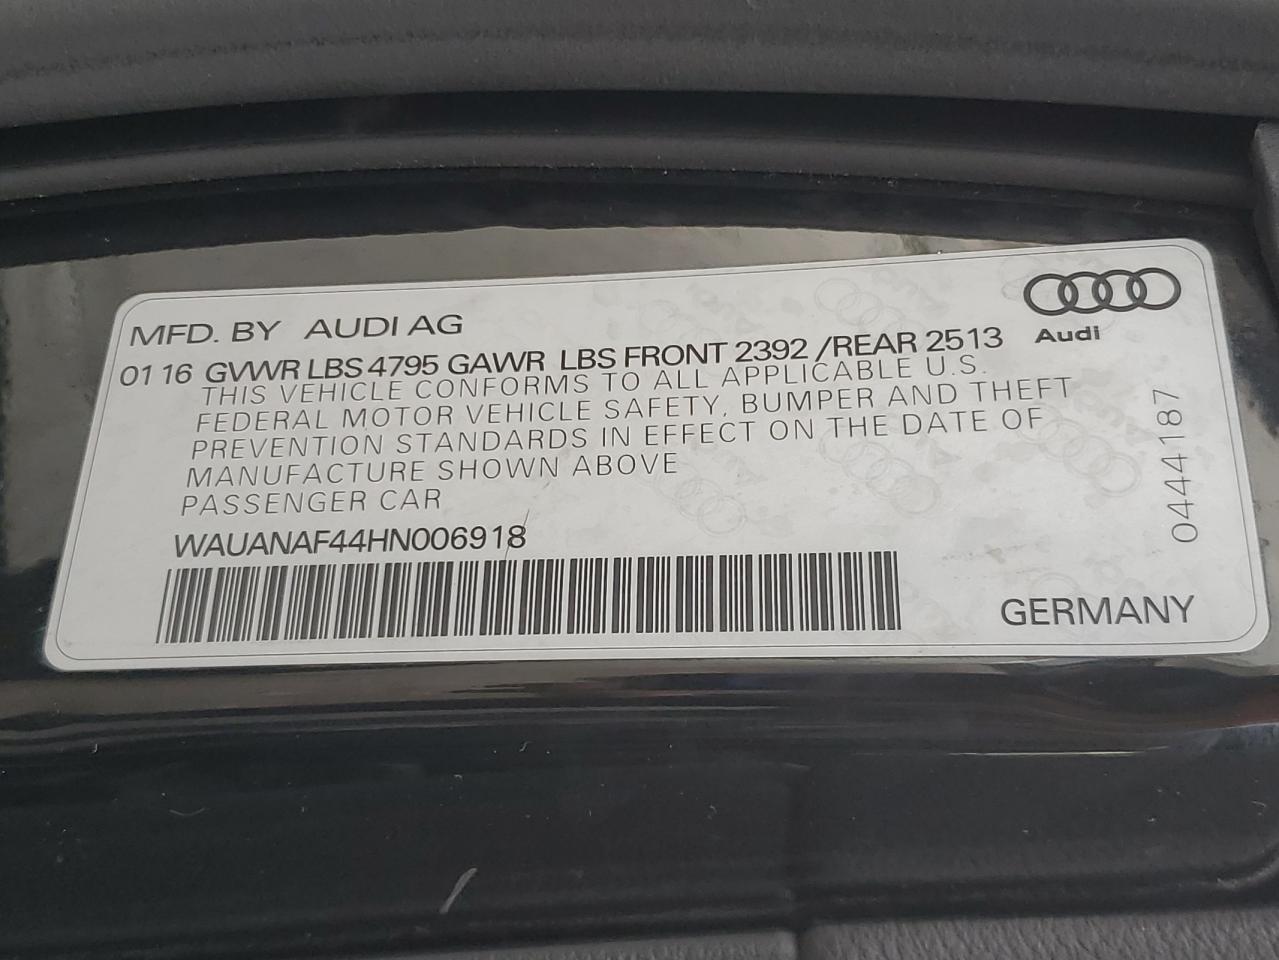 MFD. BY AUDI AG
Audi
01 16 GVWR LBS 4795 GAWR LBS FRONT 2392 /REAR 2513
THIS VEHICLE CONFORMS TO ALL APPLICABLE U.S.
FEDERAL MOTOR VEHICLE SAFETY, BUMPER AND THEFT
PREVENTION STANDARDS IN EFFECT ON THE DATE OF
MANUFACTURE SHOWN ABOVE
PASSENGER CAR
WAUANAF44HN006918
0444187
GERMANY